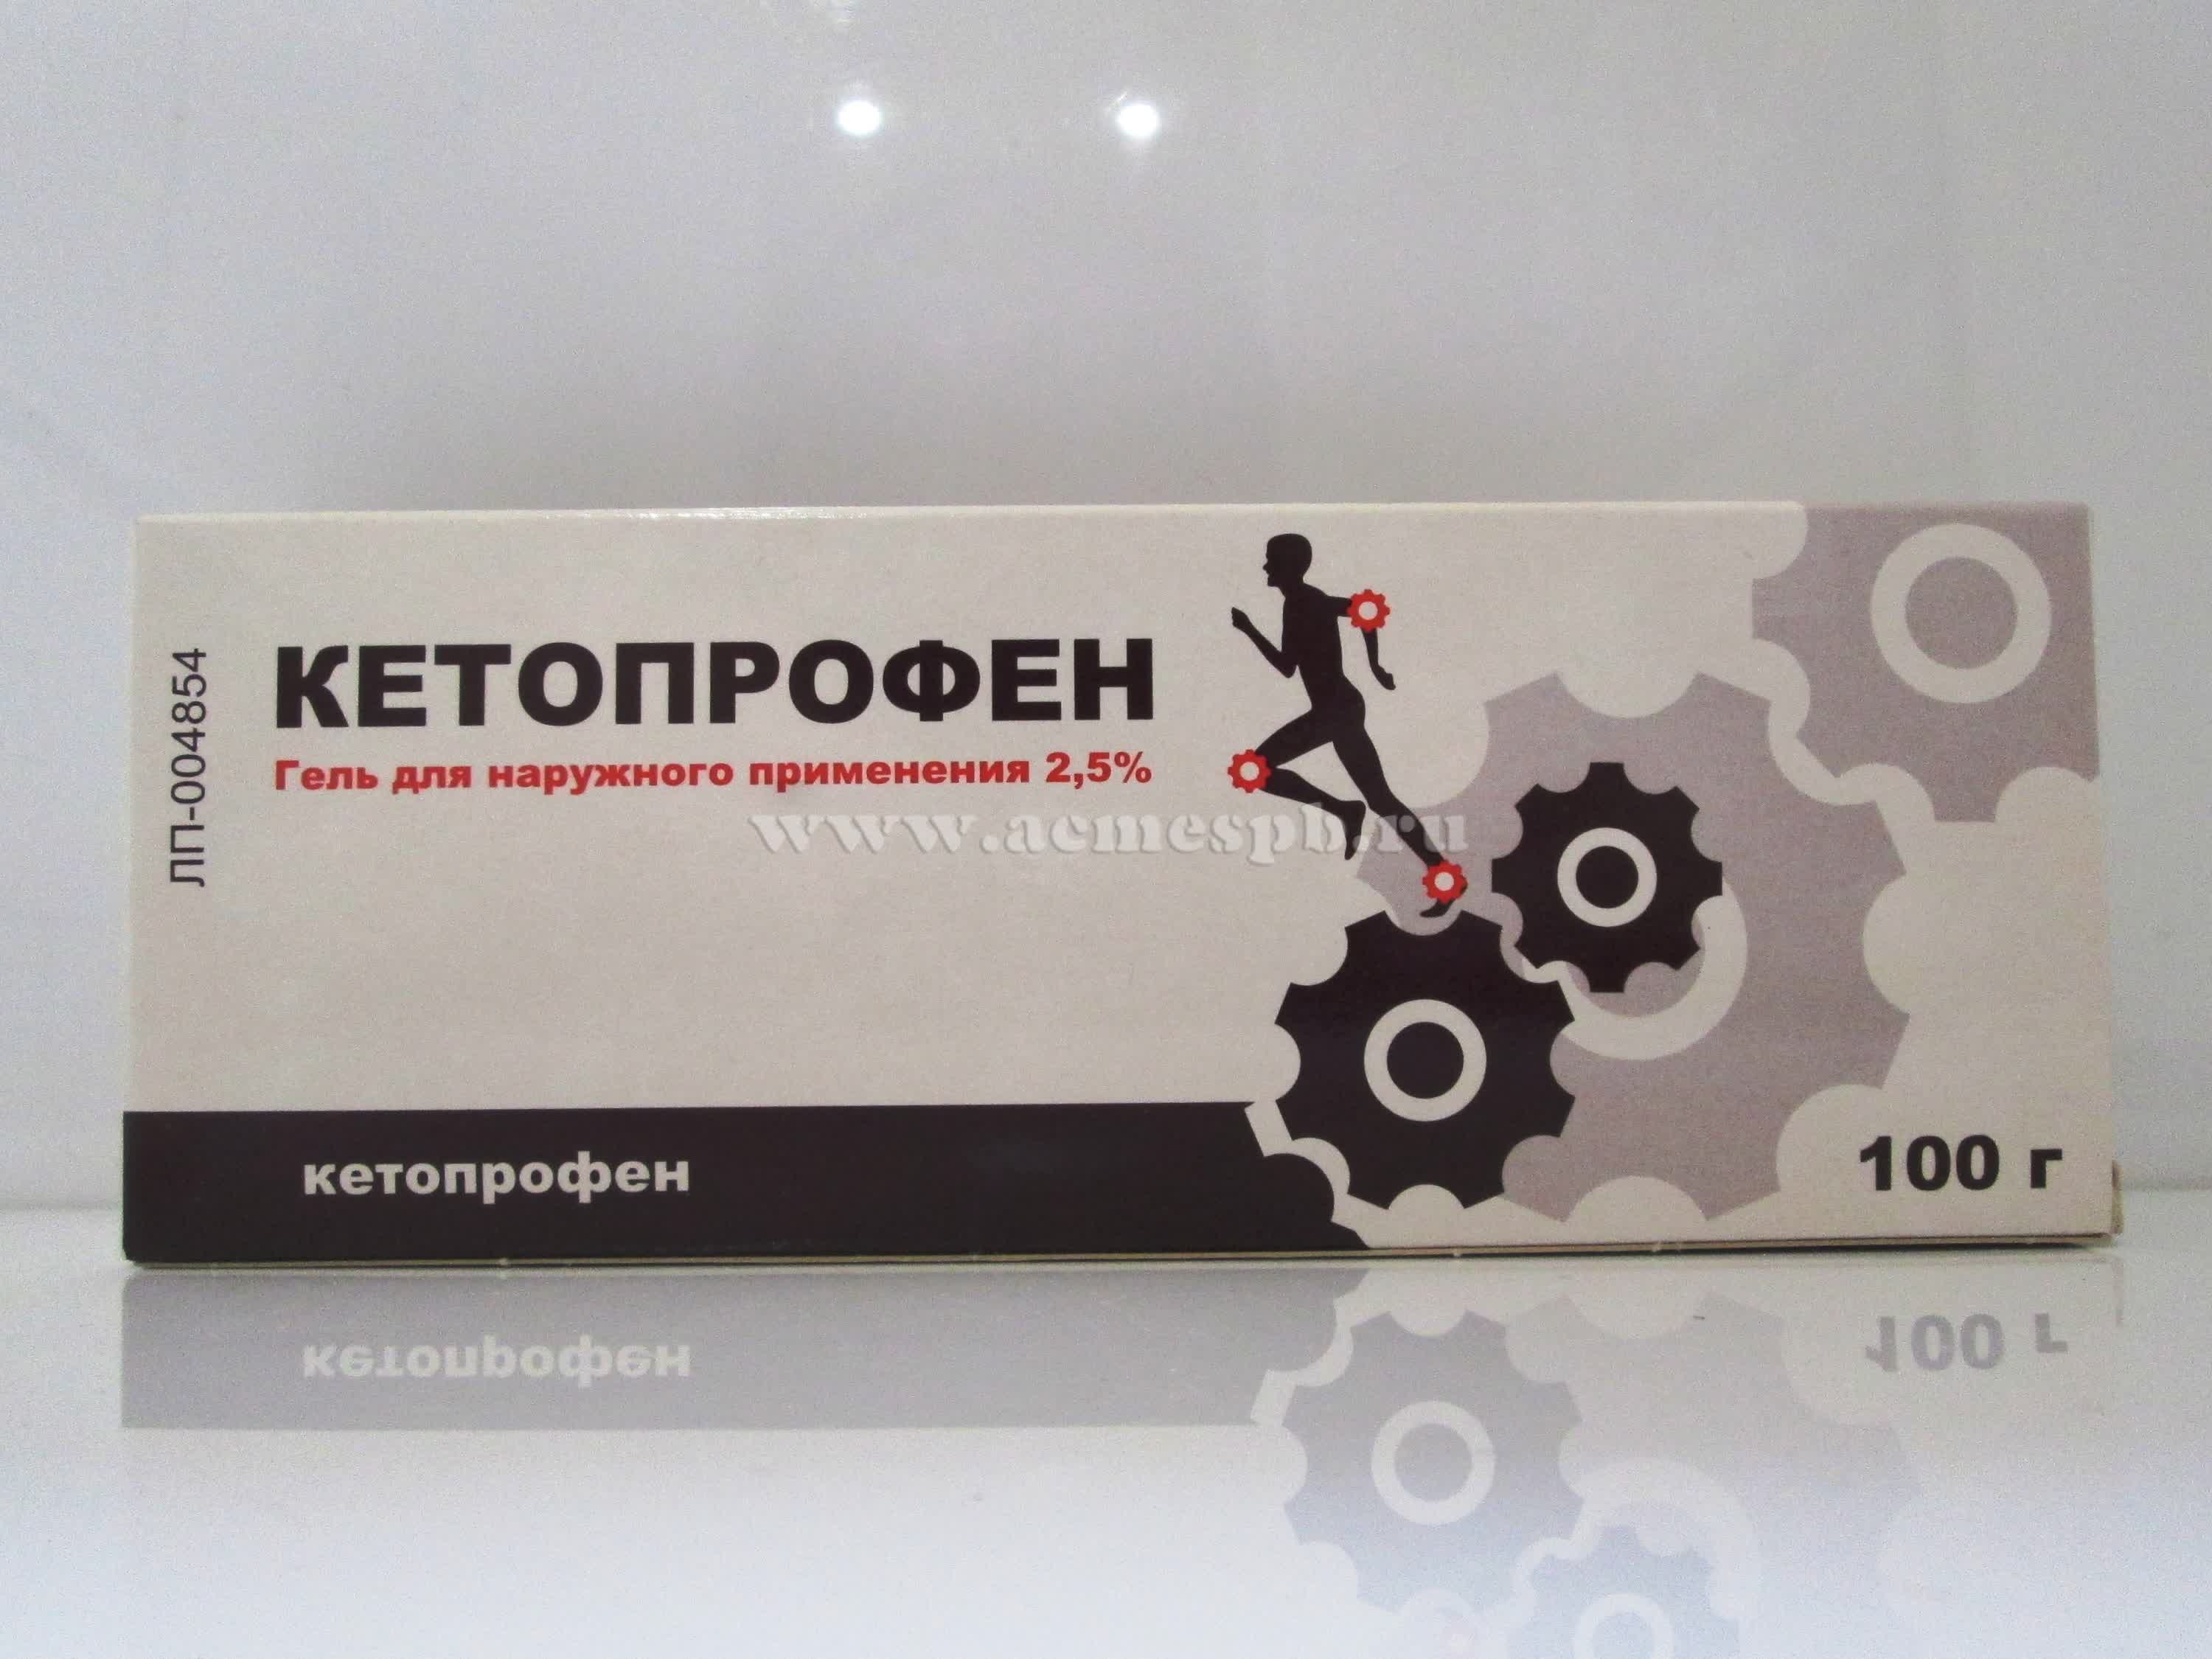 ЛП-004854
КЕТОПРОФЕН
Гель для наружного применения 2,5%
www.acmespb.ru
кетопрофен
100 г